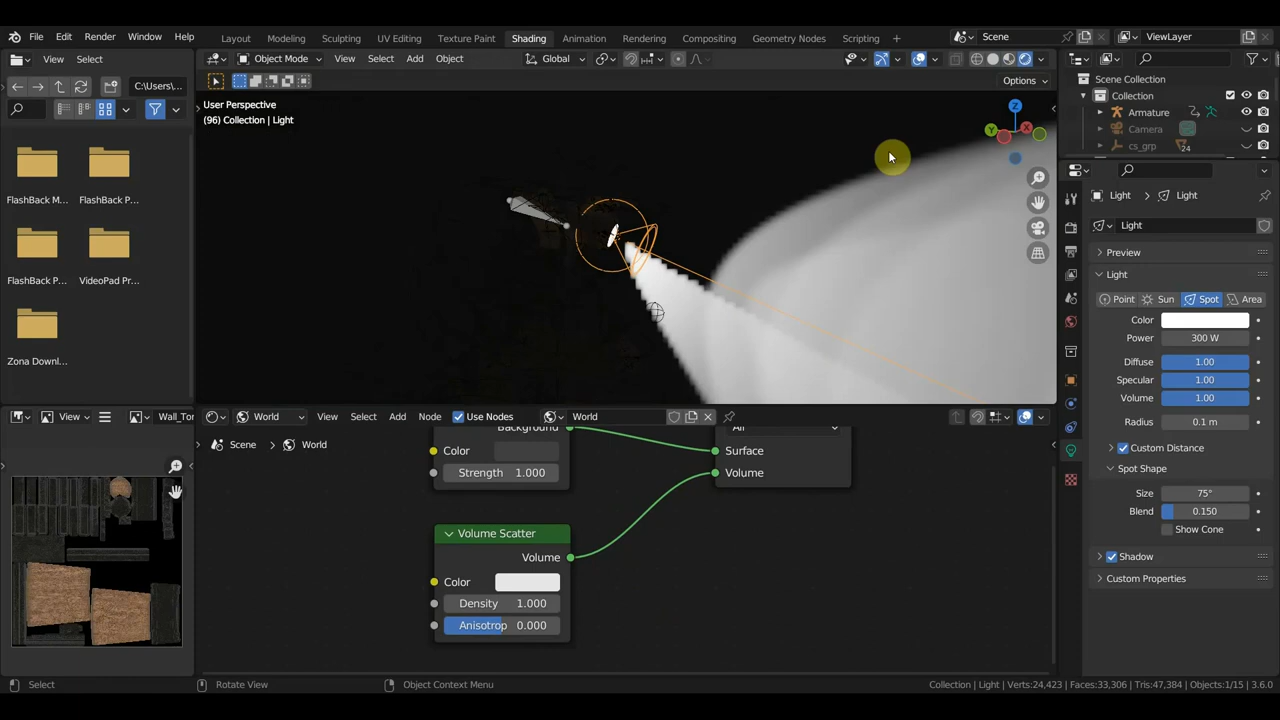 File Edit Render Window Help
Layout Modeling Sculpting UV Editing Texture Paint Shading Animation Rendering Compositing Geometry Nodes Scripting +
Scene
ViewLayer
View Select
Object Mode View Select Add Object Global
C:\Users\...
Options
User Perspective
(96) Collection | Light
Z
Y
X
FlashBack M...
FlashBack P...
FlashBack P...
VideoPad Pr...
Zona Downl...
Scene Collection
Collection
Armature
Camera
cs_grp
24
Light
Light
Light
Preview
Light
Point Sun Spot Area
Color
Power 300 W
Diffuse 1.00
Specular 1.00
Volume 1.00
Radius 0.1 m
Custom Distance
Spot Shape
Size 75°
Blend 0.150
Show Cone
Shadow
Custom Properties
View
Wall_Tor
World View Select Add Node Use Nodes World
Scene World
Background
Color
Strength 1.000
All
Surface
Volume
Volume Scatter
Volume
Color
Density 1.000
Anisotrop 0.000
Select
Rotate View
Object Context Menu
Collection | Light | Verts:24,423 | Faces:33,306 | Tris:47,384 | Objects:1/15 | 3.6.0